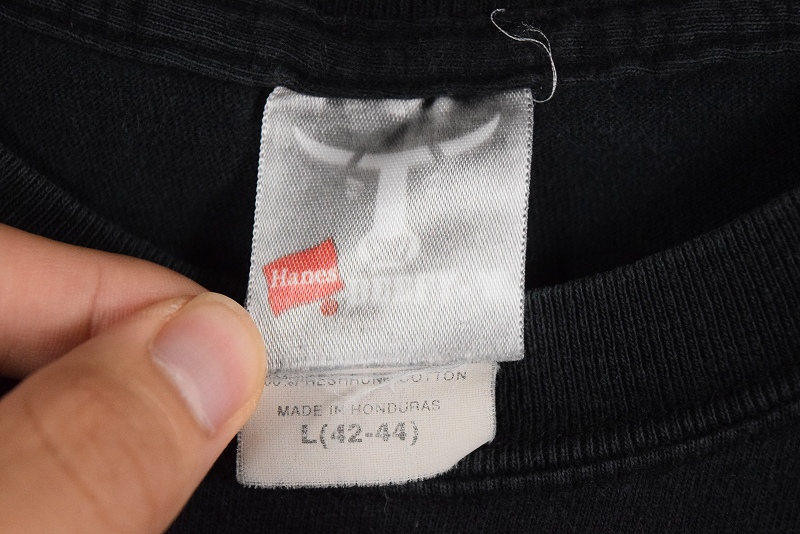 Hanes
PRESHRUNK COTTON
MADE IN HONDURAS
L(42-44)